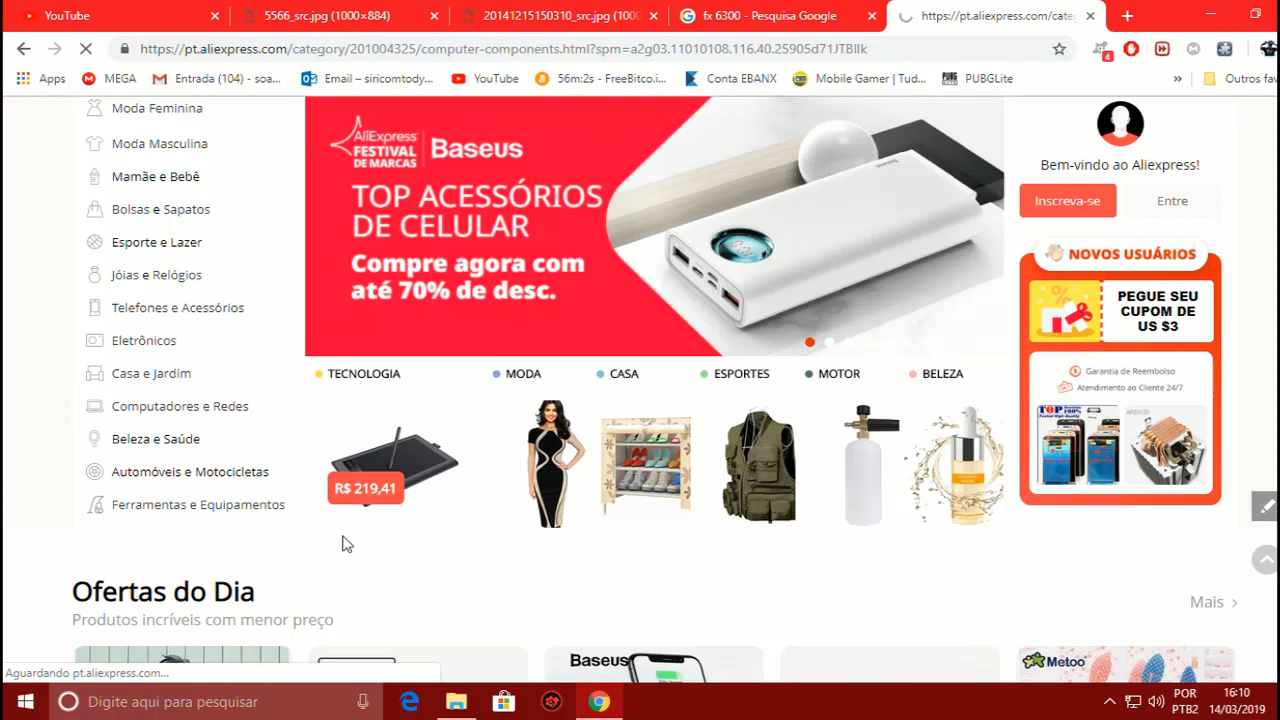 YouTube
5566_src.jpg (1000×884)
20141215150310_src.jpg (100
fx 6300 - Pesquisa Google
https://pt.aliexpress.com/categ
https://pt.aliexpress.com/category/201004325/computer-components.html?spm=a2g03.11010108.116.40.25905d71JTBllk
4
Apps
MEGA
Entrada (104) - soa...
Email – siricomtody...
YouTube
56m:2s - FreeBitco.i...
Conta EBANX
Mobile Gamer | Tud...
PUBGLite
»
Outros fav
Moda Feminina
Moda Masculina
Mamãe e Bebê
Bolsas e Sapatos
Esporte e Lazer
Jóias e Relógios
Telefones e Acessórios
Eletrônicos
Casa e Jardim
Computadores e Redes
Beleza e Saúde
Automóveis e Motocicletas
Ferramentas e Equipamentos
AliExpress
FESTIVAL
DE MARCAS
Baseus
TOP ACESSÓRIOS
DE CELULAR
Compre agora com
até 70% de desc.
TECNOLOGIA
MODA
CASA
ESPORTES
MOTOR
BELEZA
R$ 219,41
Bem-vindo ao Aliexpress!
Inscreva-se
Entre
NOVOS USUÁRIOS
PEGUE SEU
CUPOM DE
US $3
Garantia de Reembolso
Atendimento ao Cliente 24/7
TOP
Ofertas do Dia
Produtos incríveis com menor preço
Mais
Baseus
Metoo
Aguardando pt.aliexpress.com...
Digite aqui para pesquisar
POR
PTB2
16:10
14/03/2019